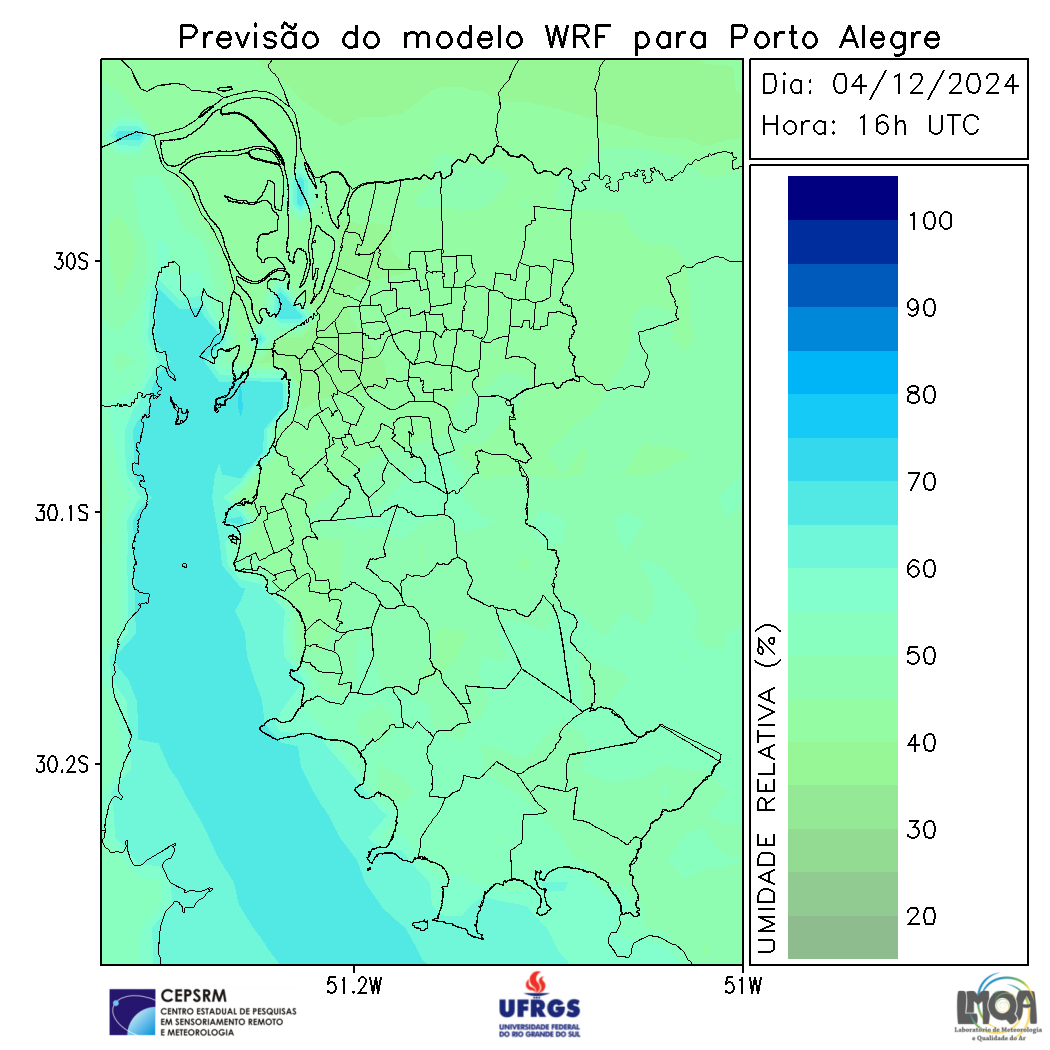 Previsão do modelo WRF para Porto Alegre
Dia: 04/12/2024
Hora: 16h UTC
30S
30.1S
30.2S
51.2W
51W
UMIDADE RELATIVA (%)
100
90
80
70
60
50
40
30
20
CEPSRM
CENTRO ESTADUAL DE PESQUISAS
EM SENSORIAMENTO REMOTO
E METEOROLOGIA
UFRGS
UNIVERSIDADE FEDERAL
DO RIO GRANDE DO SUL
LMQA
Laboratório de Meteorologia
e Qualidade do Ar